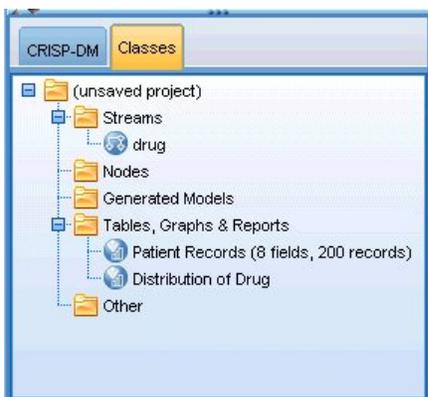 CRISP-DM Classes
(unsaved project)
Streams
drug
Nodes
Generated Models
Tables, Graphs & Reports
Patient Records (8 fields, 200 records)
Distribution of Drug
Other